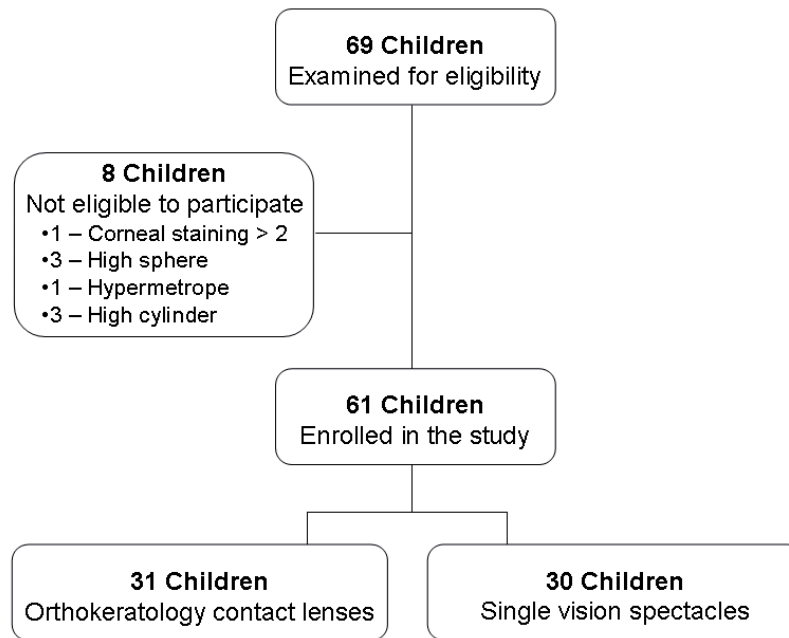 69 Children
Examined for eligibility
8 Children
Not eligible to participate
•1 – Corneal staining > 2
•3 – High sphere
•1 – Hypermetrope
•3 – High cylinder
61 Children
Enrolled in the study
31 Children
Orthokeratology contact lenses
30 Children
Single vision spectacles